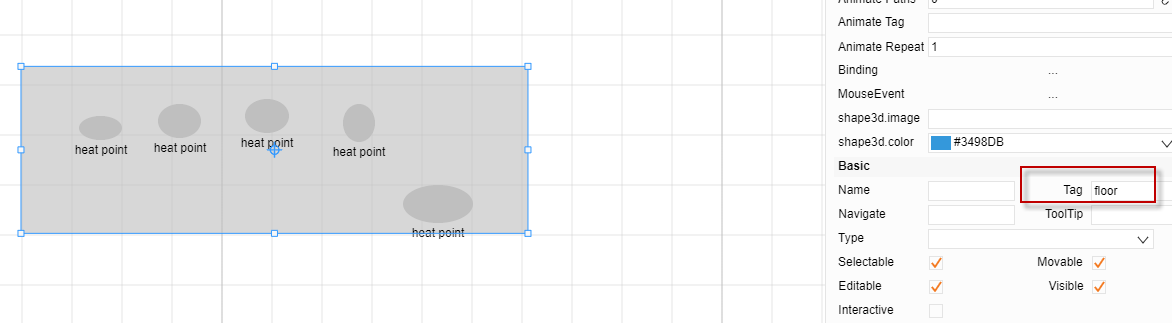 Animate Paths
Animate Tag
Animate Repeat 1
Binding ...
MouseEvent ...
shape3d.image
shape3d.color #3498DB
Basic
Name Tag floor
Navigate ToolTip
Type
Selectable Movable
Editable Visible
Interactive
heat point heat point heat point heat point
heat point